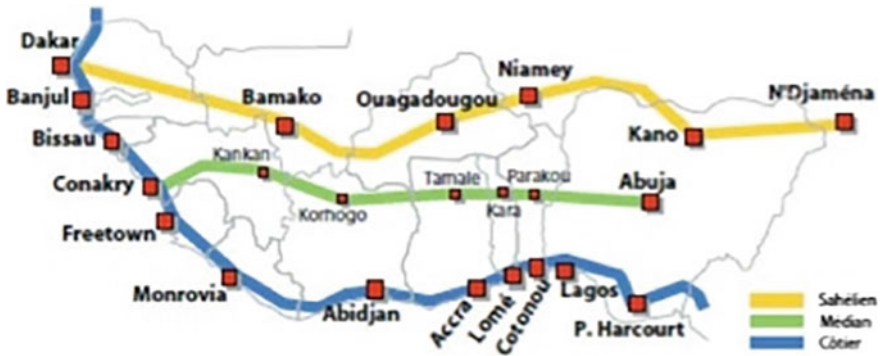 Dakar
Niamey
N'Djaména
Banjul
Bamako
Ouagadougou
Bissau
Kano
Kankan
Conakry
Tamale
Parakou
Abuja
Korhogo
Kara
Freetown
Monrovia
Abidjan
Accra
Lomé
Cotonou
Lagos
P. Harcourt
Sahélien
Médian
Côtier